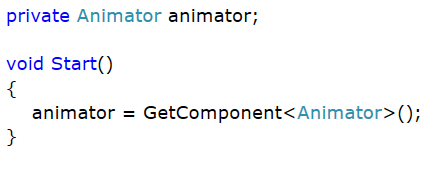 private Animator animator;
void Start()
{
animator = GetComponent<Animator>();
}